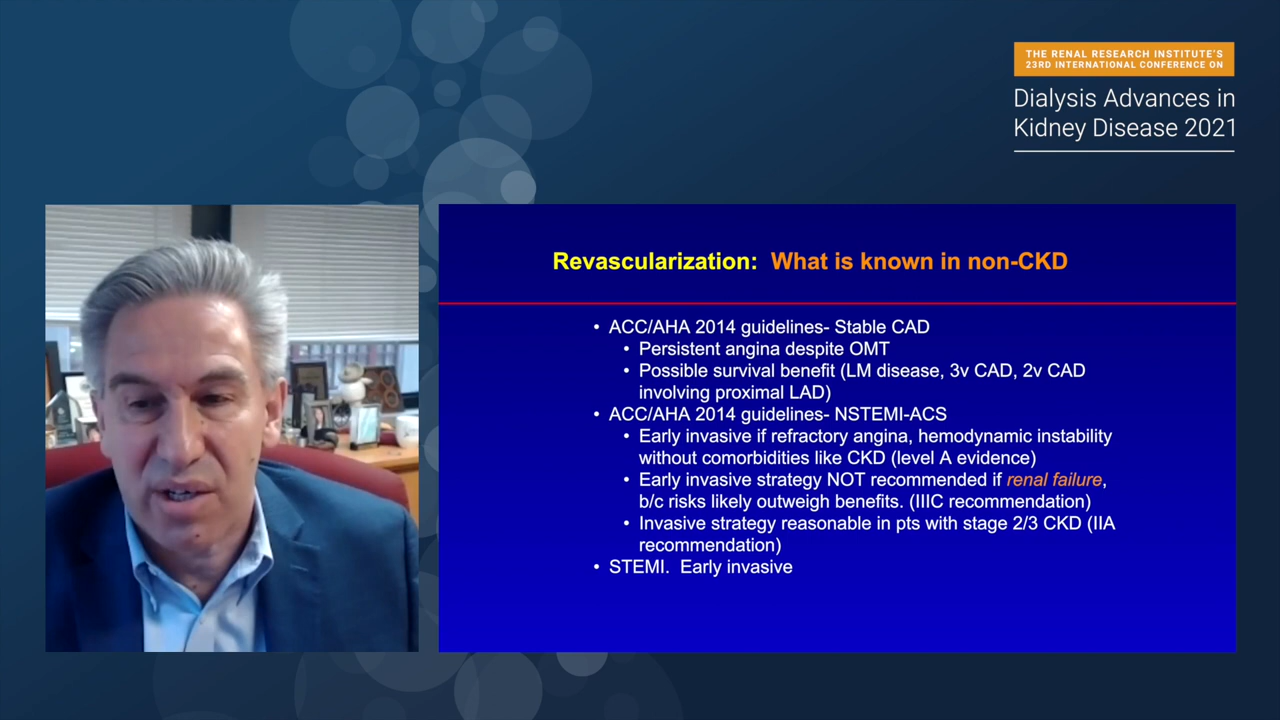 THE RENAL RESEARCH INSTITUTE'S
23RD INTERNATIONAL CONFERENCE ON
Dialysis Advances in
Kidney Disease 2021
Revascularization: What is known in non-CKD
• ACC/AHA 2014 guidelines- Stable CAD
• Persistent angina despite OMT
• Possible survival benefit (LM disease, 3v CAD, 2v CAD
involving proximal LAD)
• ACC/AHA 2014 guidelines- NSTEMI-ACS
• Early invasive if refractory angina, hemodynamic instability
without comorbidities like CKD (level A evidence)
• Early invasive strategy NOT recommended if renal failure,
b/c risks likely outweigh benefits. (IIIC recommendation)
• Invasive strategy reasonable in pts with stage 2/3 CKD (IIA
recommendation)
• STEMI. Early invasive